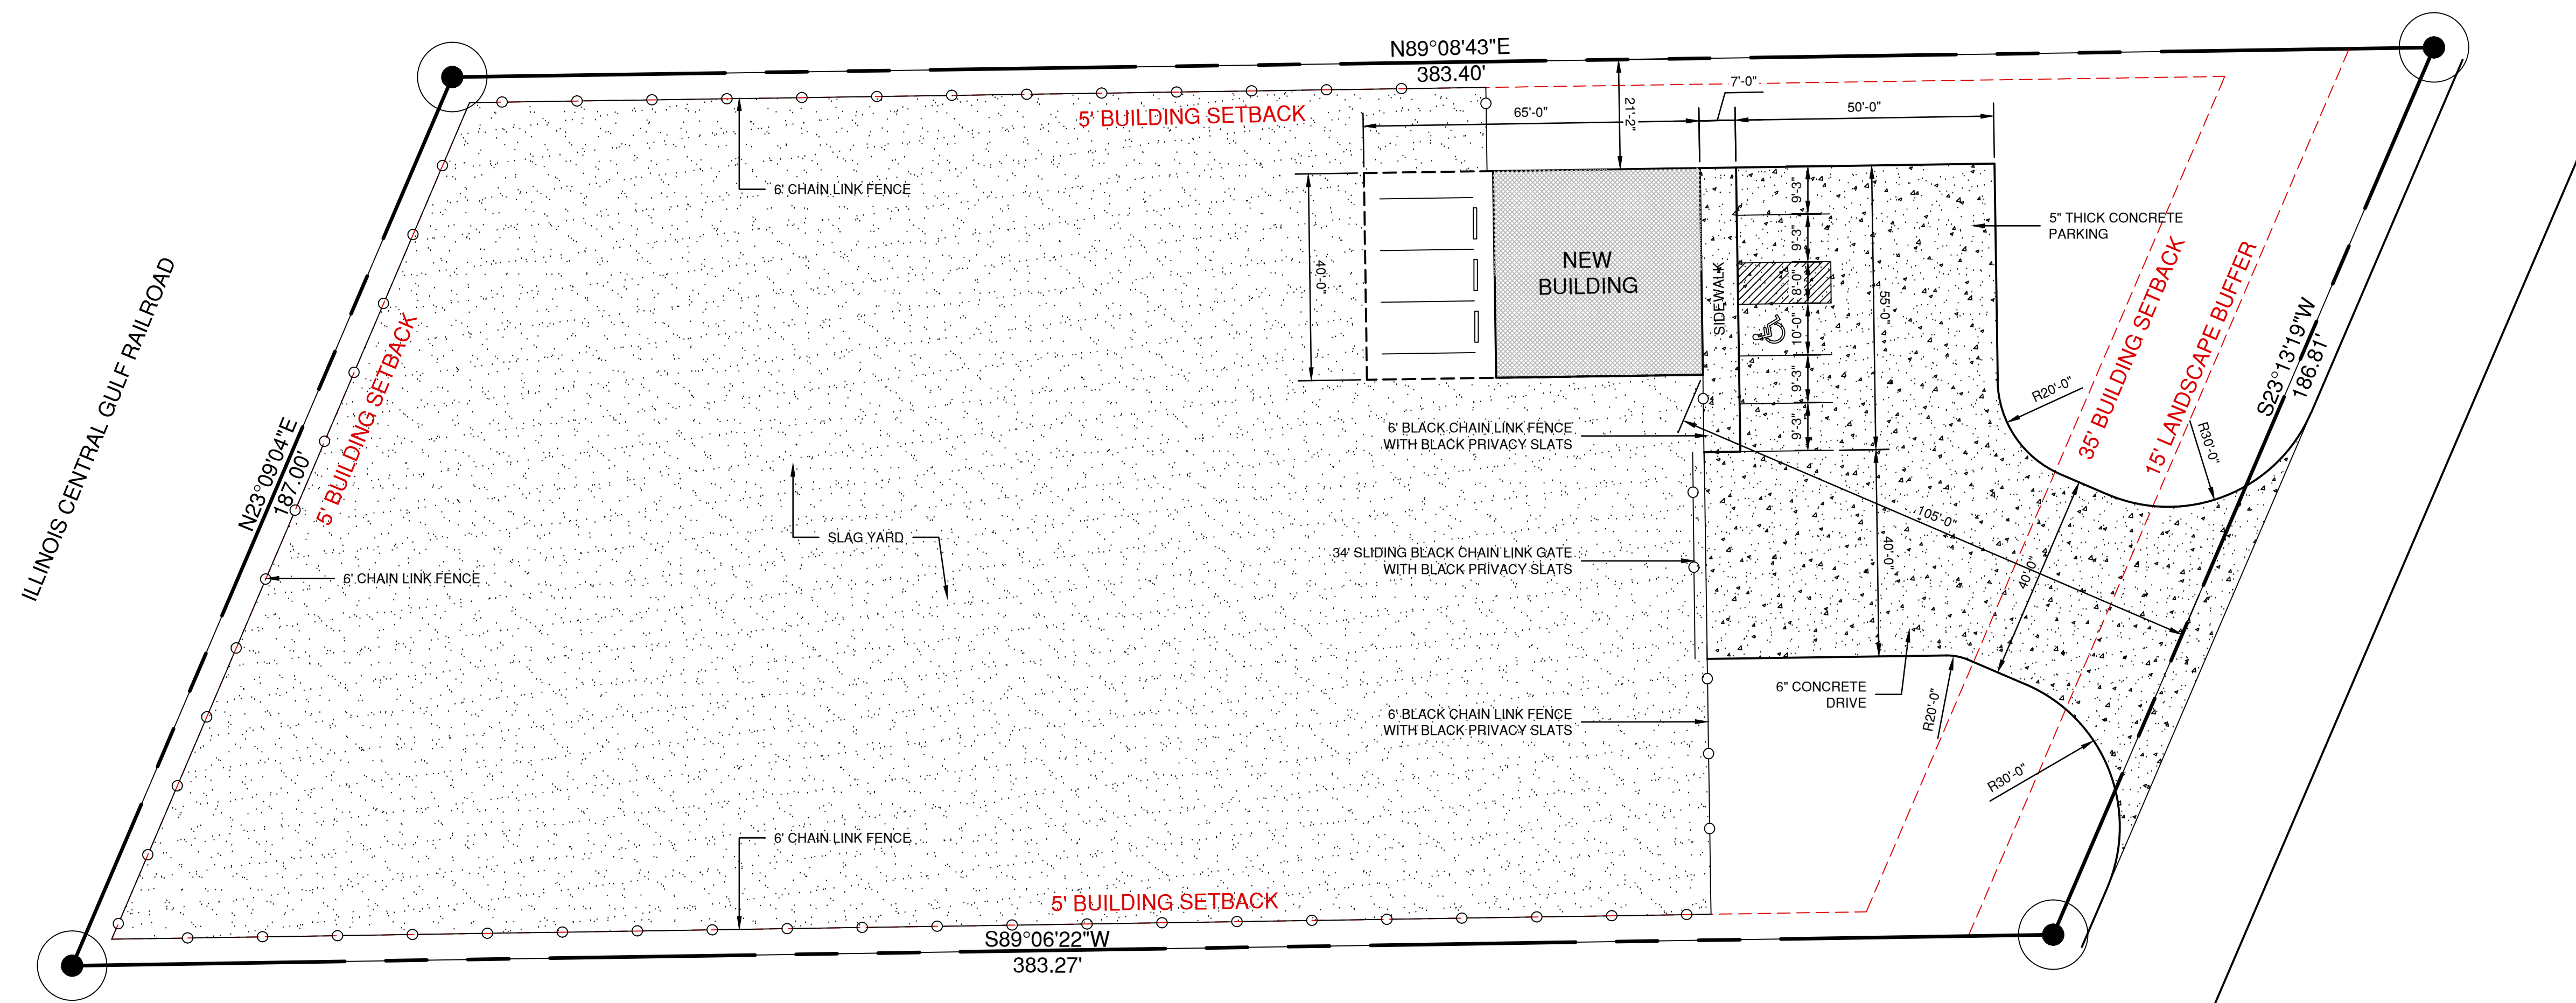 N89°08'43"E
383.40'
5' BUILDING SETBACK
7'-0"
65'-0"
21'-2"
50'-0"
6' CHAIN LINK FENCE
9'-3"
5" THICK CONCRETE
PARKING
ILLINOIS CENTRAL GULF RAILROAD
40'-0"
NEW
BUILDING
SIDEWALK
9'-3"
8'-0"
10'-0"
9'-3"
9'-3"
55'-0"
35' BUILDING SETBACK
15' LANDSCAPE BUFFER
S23°13'19"W
186.81'
R20'-0"
R30'-0"
N23°09'04"E
187.00'
5' BUILDING SETBACK
6' BLACK CHAIN LINK FENCE
WITH BLACK PRIVACY SLATS
SLAG YARD
105'-0"
34' SLIDING BLACK CHAIN LINK GATE
WITH BLACK PRIVACY SLATS
40'-0"
40'-0"
6' CHAIN LINK FENCE
6" CONCRETE
DRIVE
R20'-0"
6' BLACK CHAIN LINK FENCE
WITH BLACK PRIVACY SLATS
R30'-0"
6' CHAIN LINK FENCE
5' BUILDING SETBACK
S89°06'22"W
383.27'